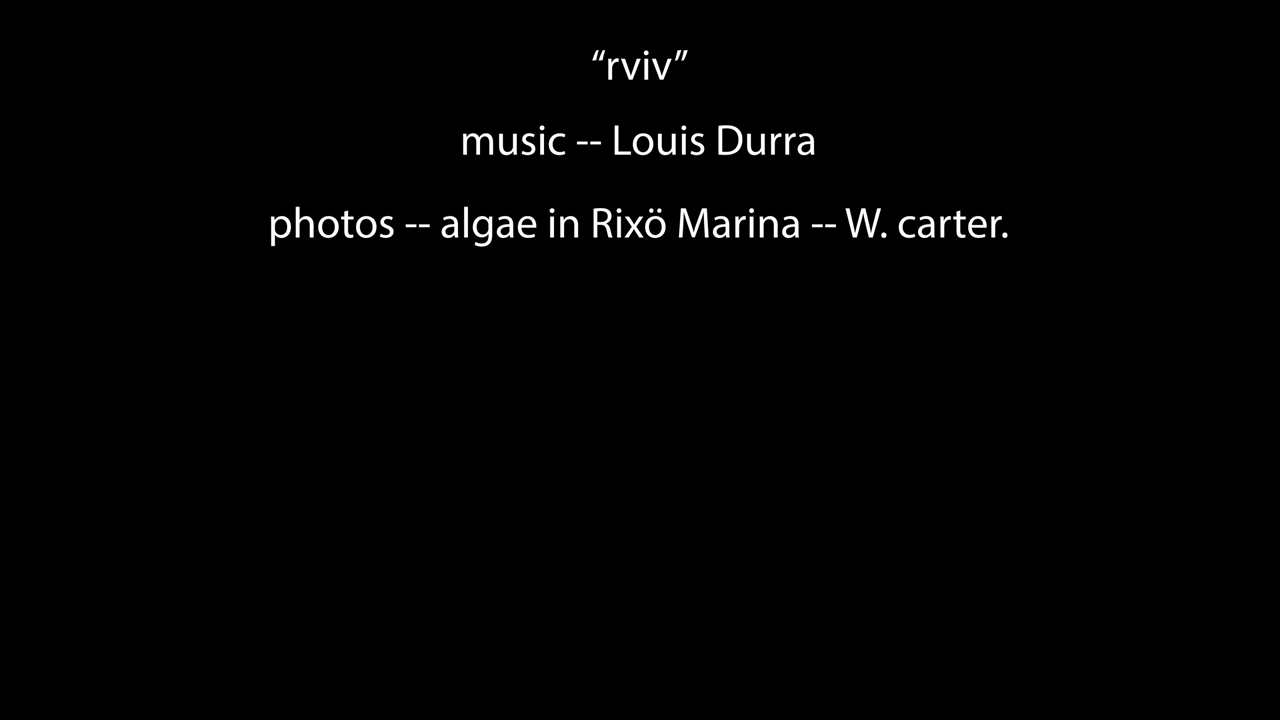 “rviv”
music -- Louis Durra
photos -- algae in Rixö Marina -- W. carter.